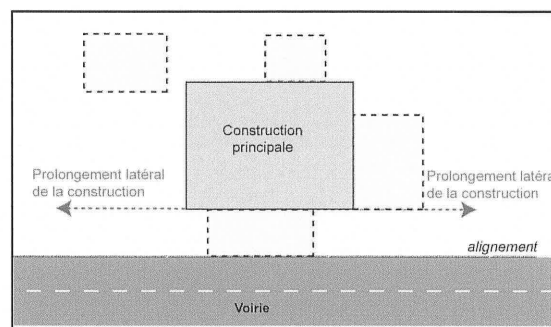 Construction
principale
Prolongement latéral
de la construction
Prolongement latéral
de la construction
alignement
Voirie